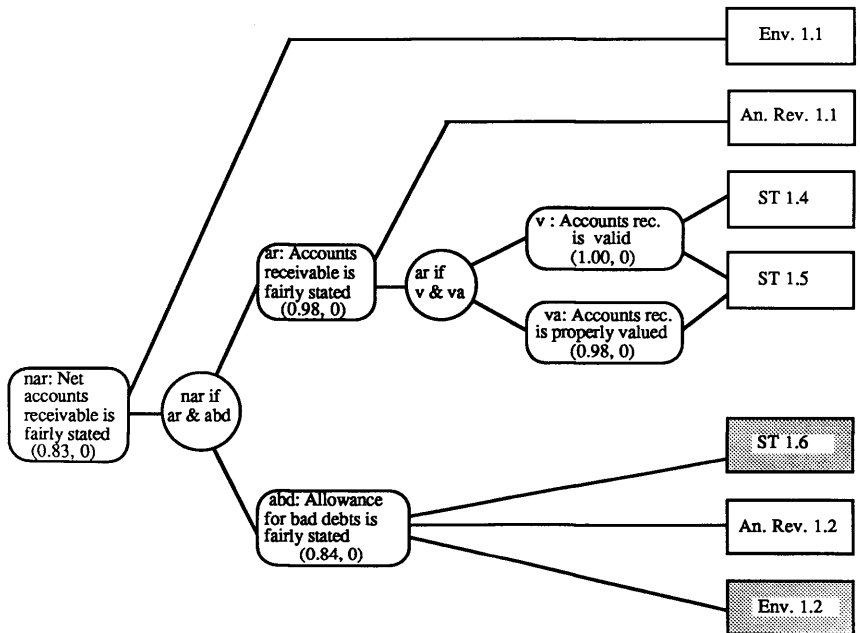 Env. 1.1
An. Rev. 1.1
ST 1.4
v : Accounts rec.
is valid
(1.00, 0)
ar: Accounts
receivable is
fairly stated
(0.98, 0)
ar if
v & va
ST 1.5
va: Accounts rec.
is properly valued
(0.98, 0)
nar: Net
accounts
receivable is
fairly stated
(0.83, 0)
nar if
ar & abd
ST 1.6
abd: Allowance
for bad debts is
fairly stated
(0.84, 0)
An. Rev. 1.2
Env. 1.2